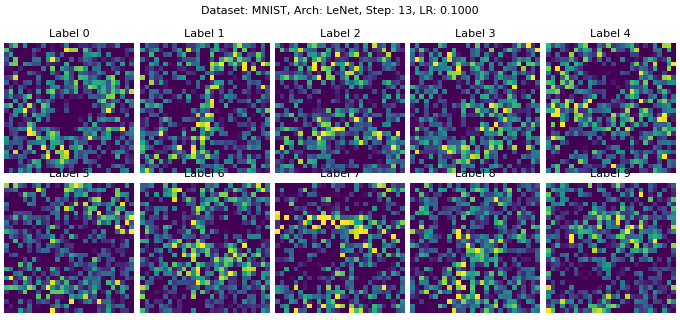 Dataset: MNIST, Arch: LeNet, Step: 13, LR: 0.1000
Label 0 Label 1 Label 2 Label 3 Label 4
Label 5 Label 6 Label 7 Label 8 Label 9